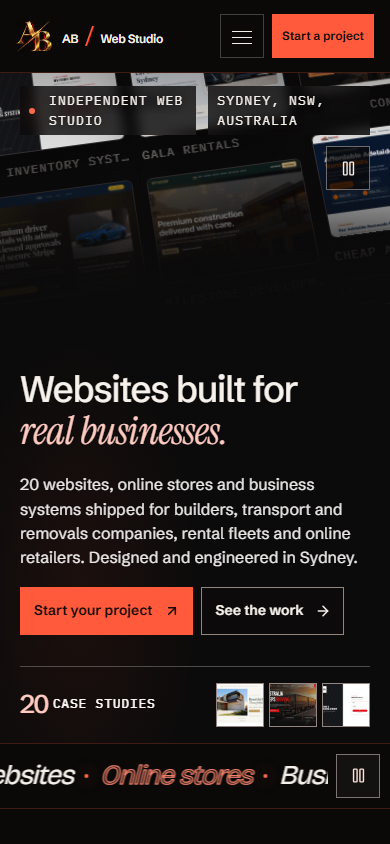 AB
AB / Web Studio
Start a project
INDEPENDENT WEB
STUDIO
SYDNEY, NSW,
AUSTRALIA
INVENTORY SYST…
GALA RENTALS
Premium construction
delivered with care.
CHEAP
Websites built for
real businesses.
20 websites, online stores and business
systems shipped for builders, transport and
removals companies, rental fleets and online
retailers. Designed and engineered in Sydney.
Start your project
See the work
20 CASE STUDIES
ebsites · Online stores · Busi